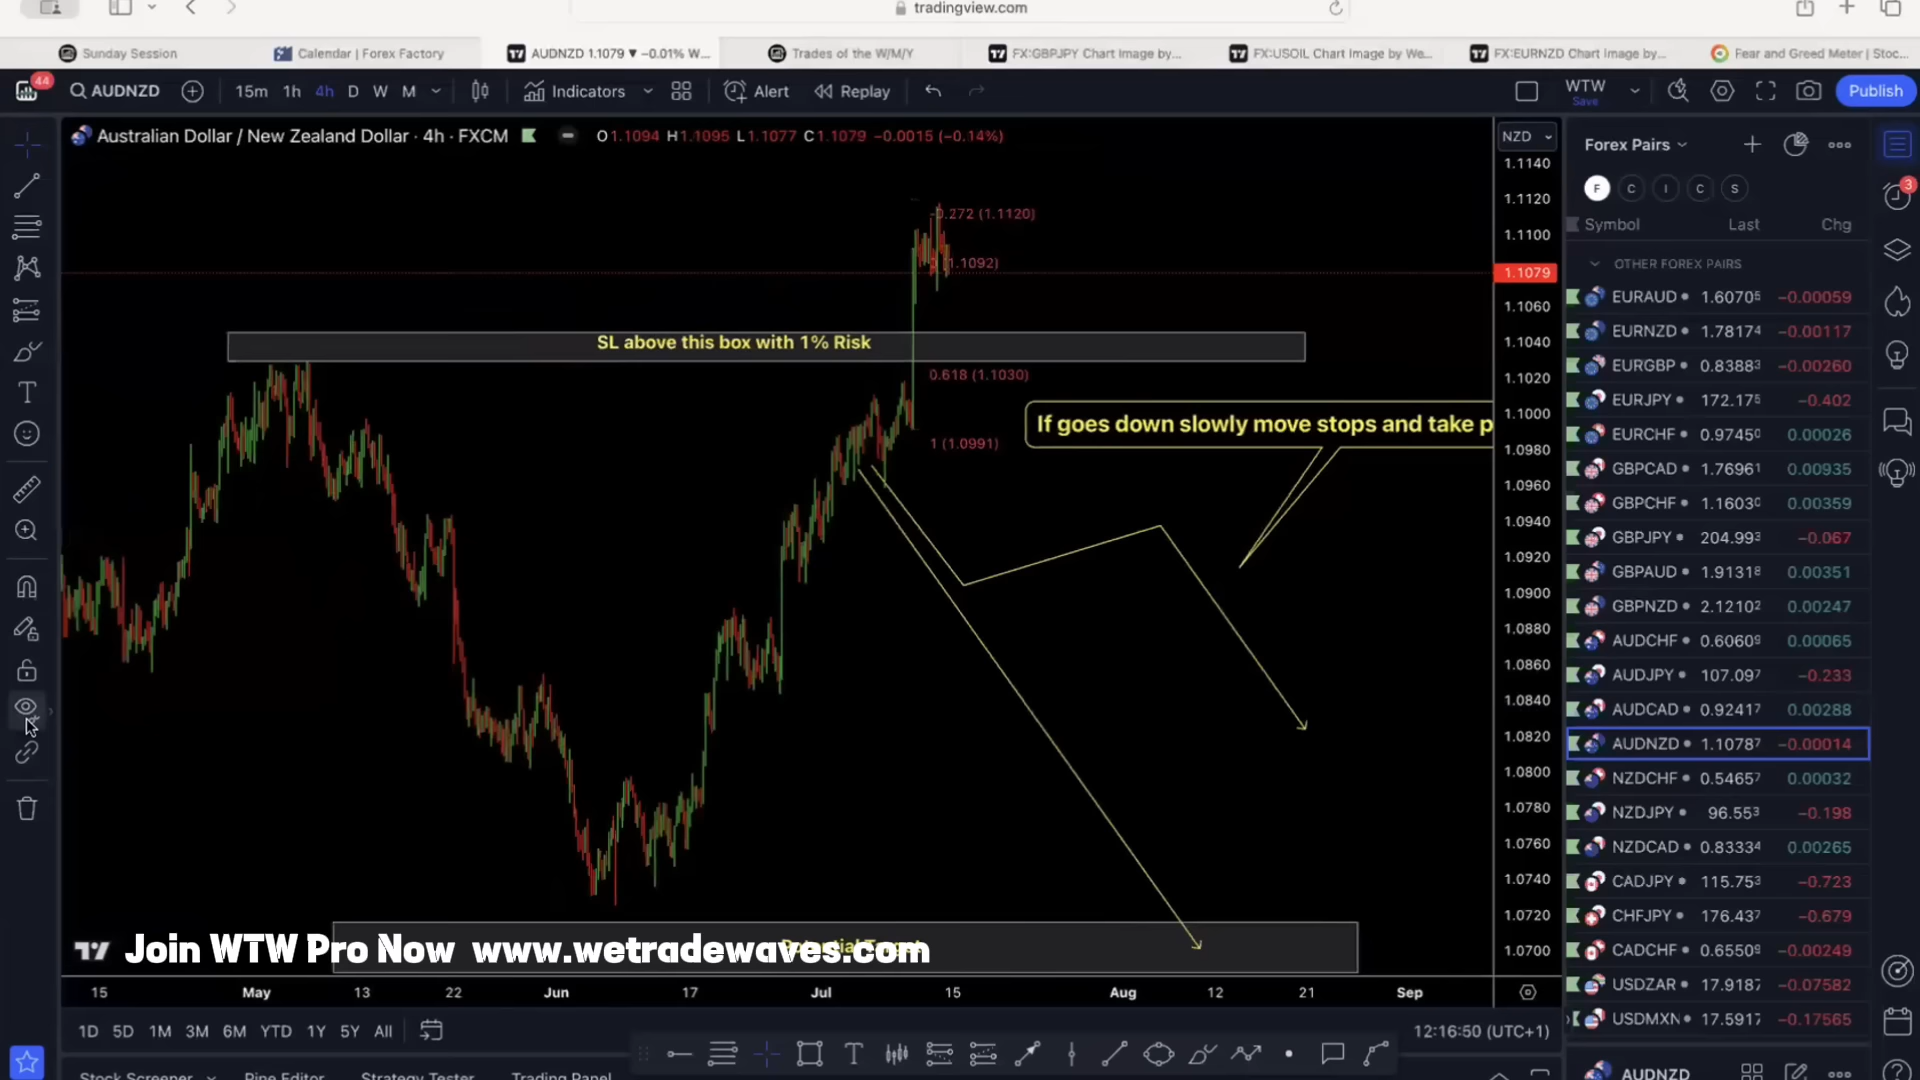 tradingview.com
Sunday Session
Calendar | Forex Factory
AUDNZD 1.1079 ▼ −0.01% W...
Trades of the W/M/Y
FX:GBPJPY Chart Image by...
FX:USOIL Chart Image by We...
FX:EURNZD Chart Image by...
Fear and Greed Meter | Stoc...
44
AUDNZD
15m 1h 4h D W M
Indicators
Alert
Replay
WTW
Save
Publish
Australian Dollar / New Zealand Dollar · 4h · FXCM
O1.1094 H1.1095 L1.1077 C1.1079 −0.0015 (−0.14%)
NZD
1.1140
1.1120
1.1100
1.1079
1.1060
1.1040
1.1020
1.1000
1.0980
1.0960
1.0940
1.0920
1.0900
1.0880
1.0860
1.0840
1.0820
1.0800
1.0780
1.0760
1.0740
1.0720
1.0700
-0.272 (1.1120)
(1.1092)
SL above this box with 1% Risk
0.618 (1.1030)
1 (1.0991)
If goes down slowly move stops and take p
Join WTW Pro Now www.wetradewaves.com
15 May 13 22 Jun 17 Jul 15 Aug 12 21 Sep
1D 5D 1M 3M 6M YTD 1Y 5Y All
12:16:50 (UTC+1)
Stock Screener
Pine Editor
Strategy Tester
Trading Panel
Forex Pairs
3
F C I C S
Symbol Last Chg
OTHER FOREX PAIRS
EURAUD 1.60705 −0.00059
EURNZD 1.78174 −0.00117
EURGBP 0.83883 −0.00260
EURJPY 172.175 −0.402
EURCHF 0.97450 0.00026
GBPCAD 1.76961 0.00935
GBPCHF 1.16030 0.00359
GBPJPY 204.993 −0.067
GBPAUD 1.91318 0.00351
GBPNZD 2.12102 0.00247
AUDCHF 0.60609 0.00065
AUDJPY 107.097 −0.233
AUDCAD 0.92417 0.00288
AUDNZD 1.10787 −0.00014
NZDCHF 0.54657 0.00032
NZDJPY 96.553 −0.198
NZDCAD 0.83334 0.00265
CADJPY 115.753 −0.723
CHFJPY 176.437 −0.679
CADCHF 0.65509 −0.00249
USDZAR 17.9187 −0.07582
USDMXN 17.5917 −0.17565
AUDNZD